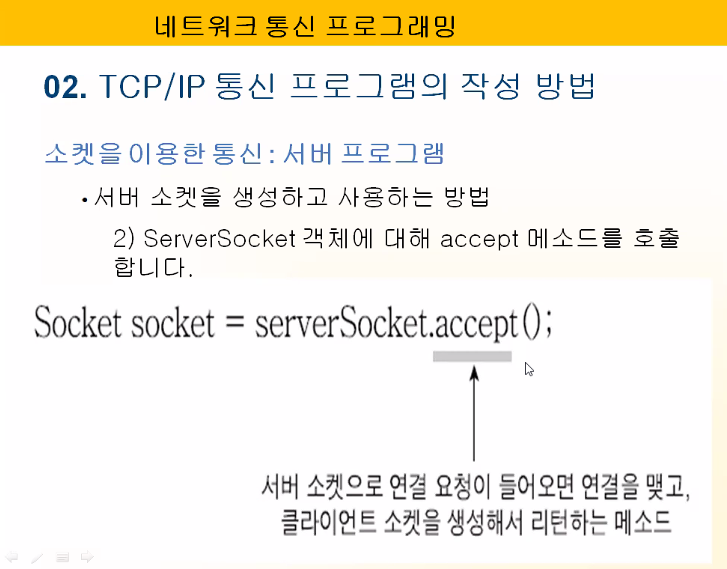 네트워크 통신 프로그래밍
02. TCP/IP 통신 프로그램의 작성 방법
소켓을 이용한 통신 : 서버 프로그램
• 서버 소켓을 생성하고 사용하는 방법
2) ServerSocket 객체에 대해 accept 메소드를 호출
합니다.
Socket socket = serverSocket.accept();
서버 소켓으로 연결 요청이 들어오면 연결을 맺고,
클라이언트 소켓을 생성해서 리턴하는 메소드